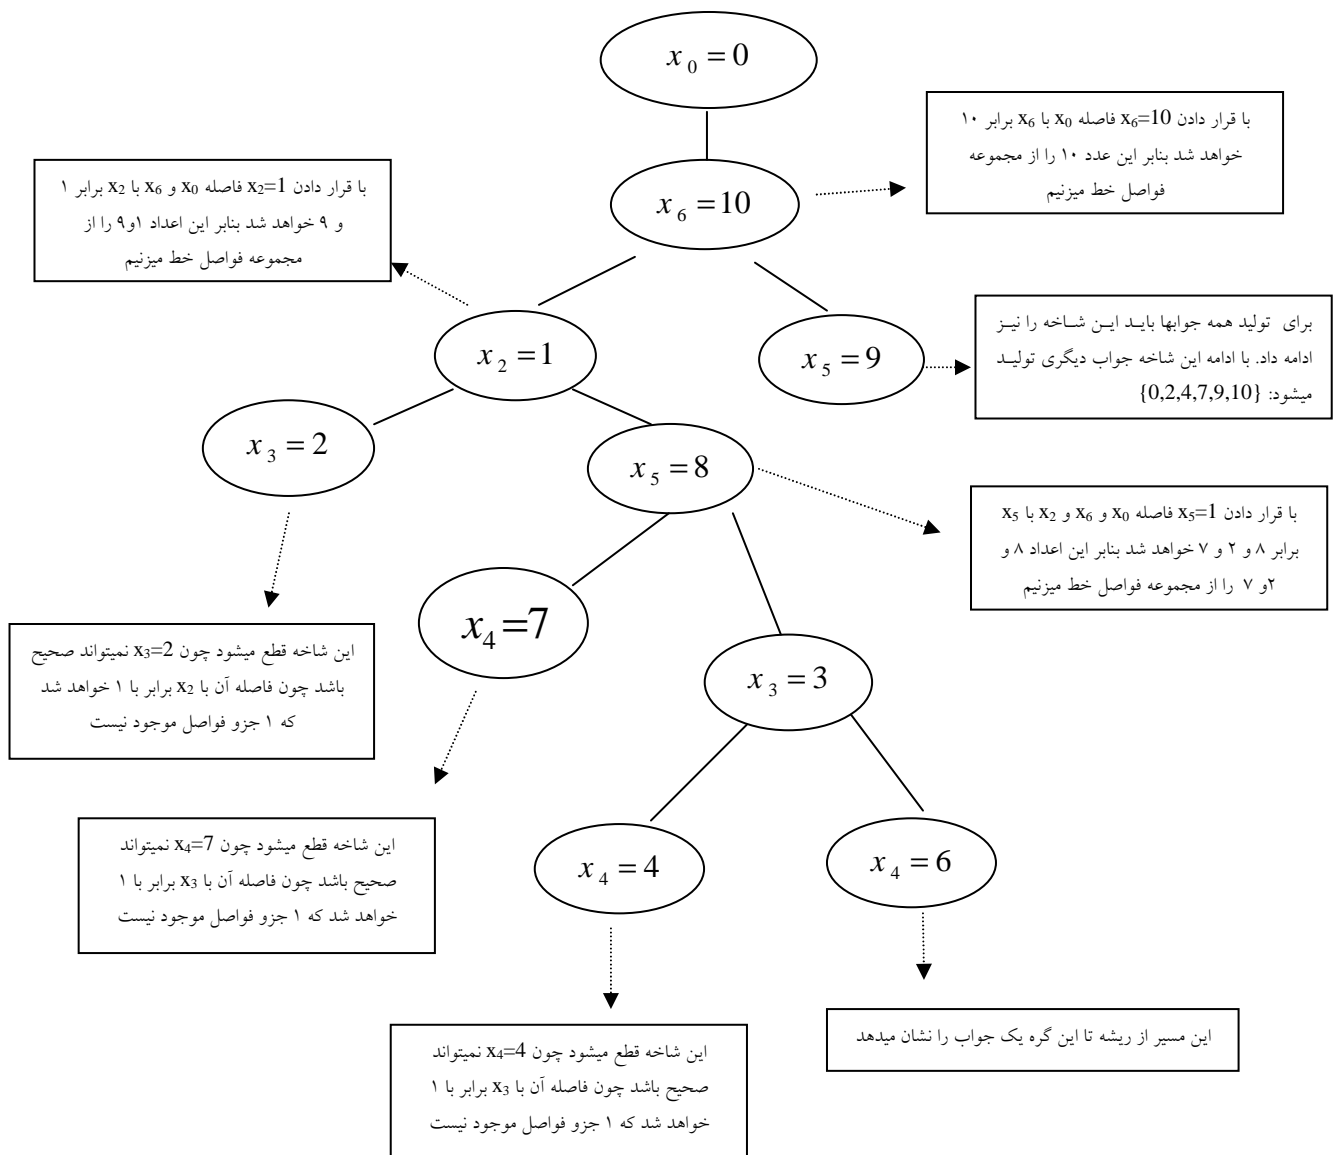 x₀ = 0
با قرار دادن x₆=10 فاصله x₀ با x₆ برابر ۱۰
خواهد شد بنابر این عدد ۱۰ را از مجموعه
فواصل خط میزنیم
x₆ = 10
با قرار دادن x₂=1 فاصله x₀ و x₆ با x₂ برابر ۱
و ۹ خواهد شد بنابر این اعداد ۱و۹ را از
مجموعه فواصل خط میزنیم
x₂ = 1
x₅ = 9
برای تولید همه جوابها باید این شاخه را نیز
ادامه داد. با ادامه این شاخه جواب دیگری تولید
میشود: {0,2,4,7,9,10}
x₃ = 2
x₅ = 8
با قرار دادن x₅=1 فاصله x₀ و x₆ و x₂ با x₅
برابر ۸ و ۲ و ۷ خواهد شد بنابر این اعداد ۸ و
۲و ۷ را از مجموعه فواصل خط میزنیم
x₄ = 7
x₃ = 3
این شاخه قطع میشود چون x₃=2 نمیتواند صحیح
باشد چون فاصله آن با x₂ برابر با ۱ خواهد شد
که ۱ جزو فواصل موجود نیست
این شاخه قطع میشود چون x₄=7 نمیتواند
صحیح باشد چون فاصله آن با x₃ برابر با ۱
خواهد شد که ۱ جزو فواصل موجود نیست
x₄ = 4
x₄ = 6
این شاخه قطع میشود چون x₄=4 نمیتواند
صحیح باشد چون فاصله آن با x₃ برابر با ۱
خواهد شد که ۱ جزو فواصل موجود نیست
این مسیر از ریشه تا این گره یک جواب را نشان میدهد